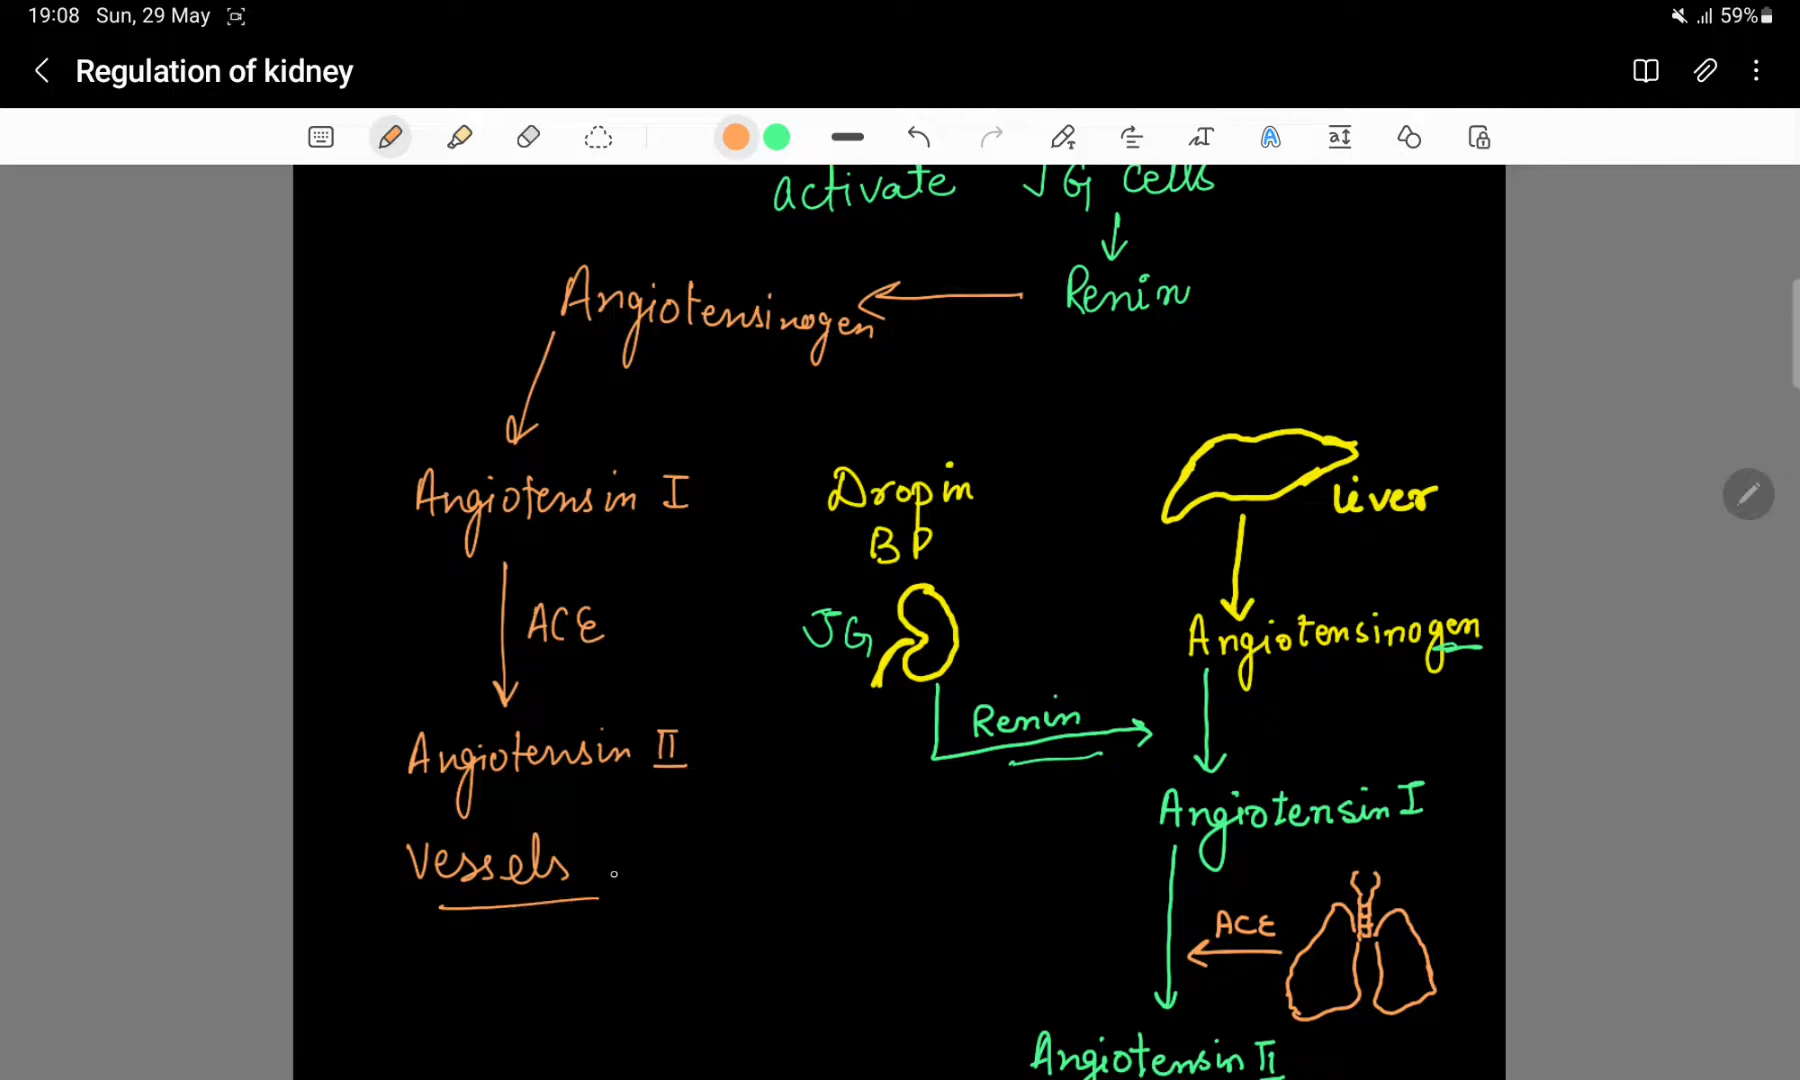 19:08 Sun, 29 May
59%
Regulation of kidney
activate JG cells
Renin
Angiotensinogen
Angiotensin I
Drop in
BP
liver
ACE
JG
Angiotensinogen
Renin
Angiotensin II
Angiotensin I
Vessels
ACE
Angiotensin II